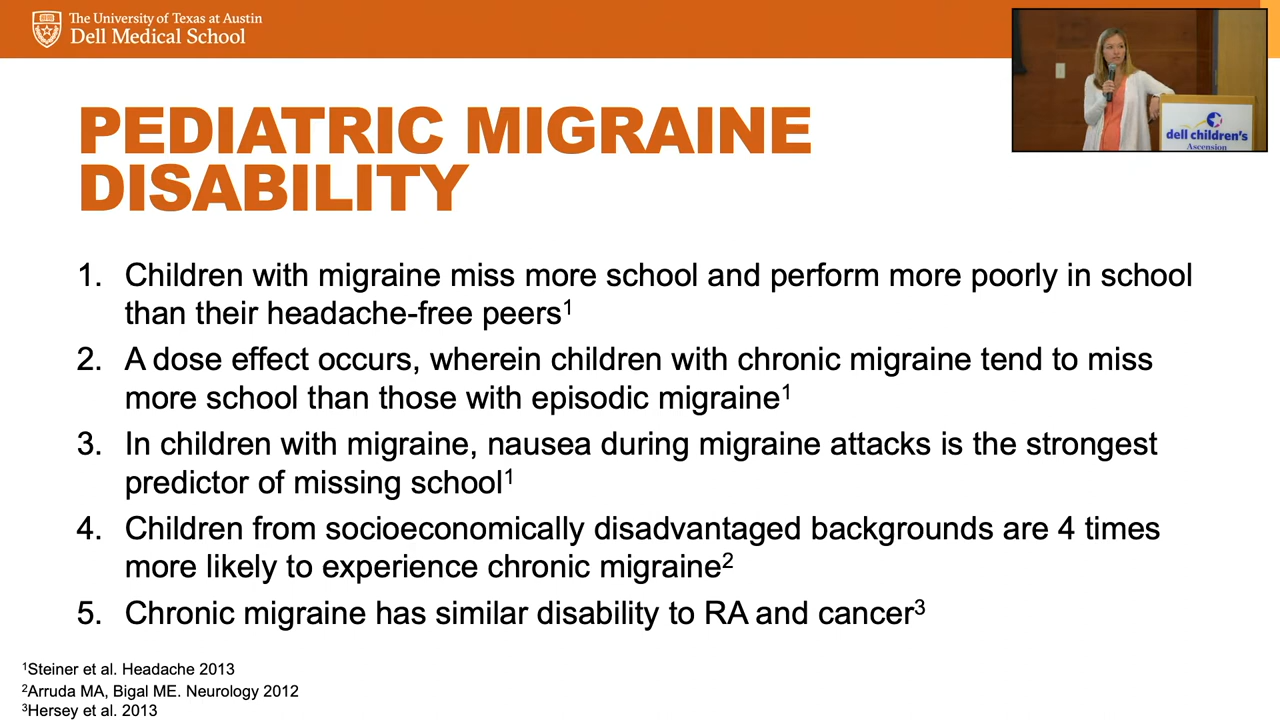 The University of Texas at Austin
Dell Medical School
dell children's
Ascension
PEDIATRIC MIGRAINE
DISABILITY
1. Children with migraine miss more school and perform more poorly in school
than their headache-free peers¹
2. A dose effect occurs, wherein children with chronic migraine tend to miss
more school than those with episodic migraine¹
3. In children with migraine, nausea during migraine attacks is the strongest
predictor of missing school¹
4. Children from socioeconomically disadvantaged backgrounds are 4 times
more likely to experience chronic migraine²
5. Chronic migraine has similar disability to RA and cancer³
¹Steiner et al. Headache 2013
²Arruda MA, Bigal ME. Neurology 2012
³Hersey et al. 2013